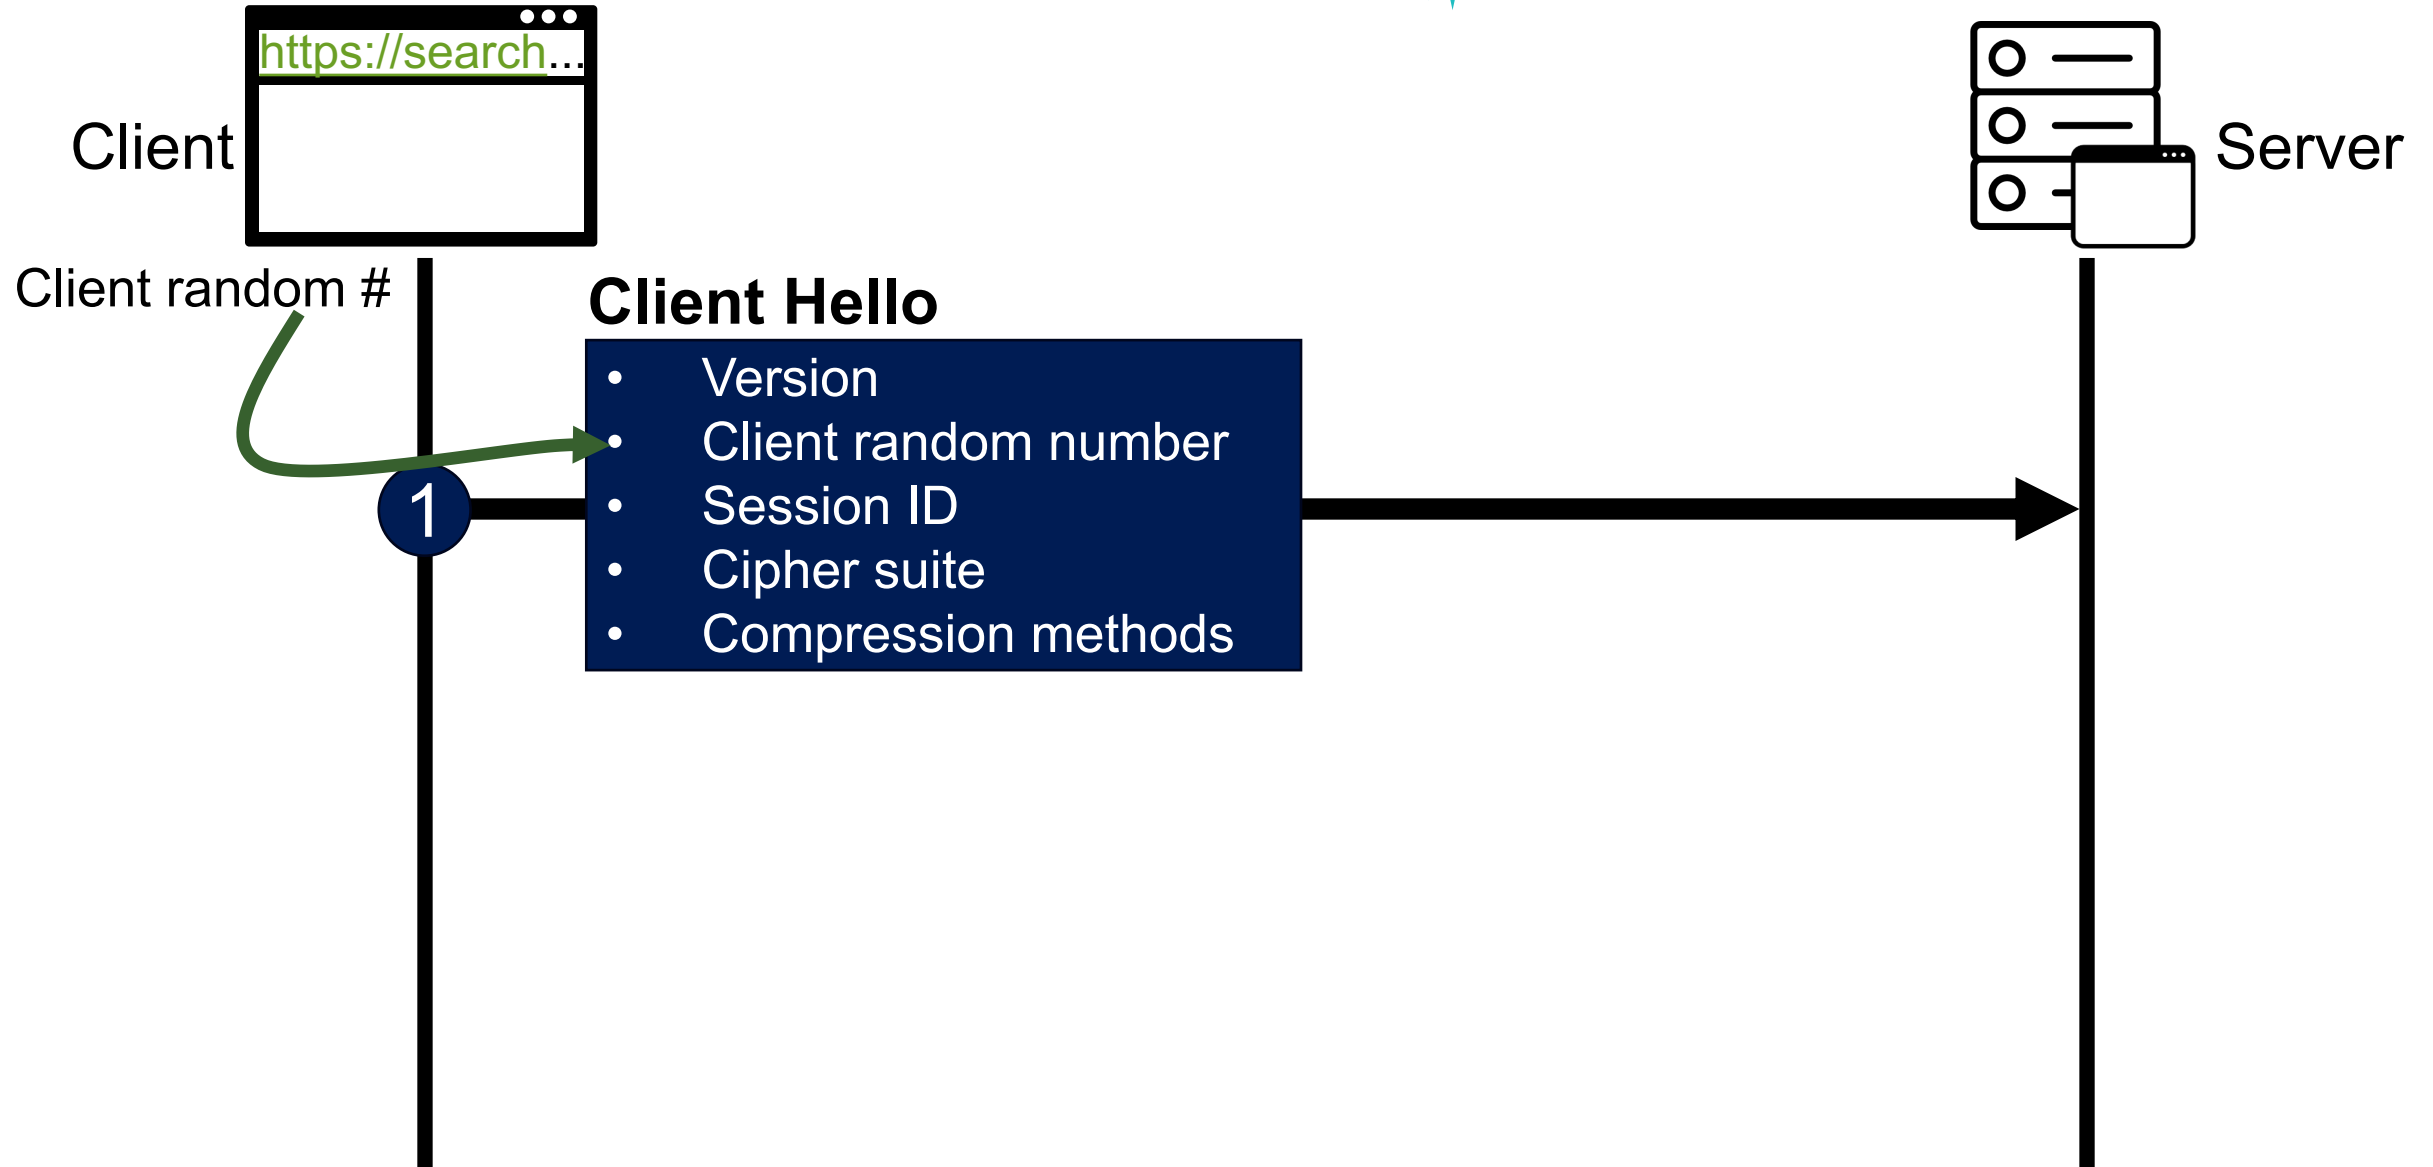 https://search...
Client
Server
Client random #
Client Hello
• Version
• Client random number
• Session ID
• Cipher suite
• Compression methods
1